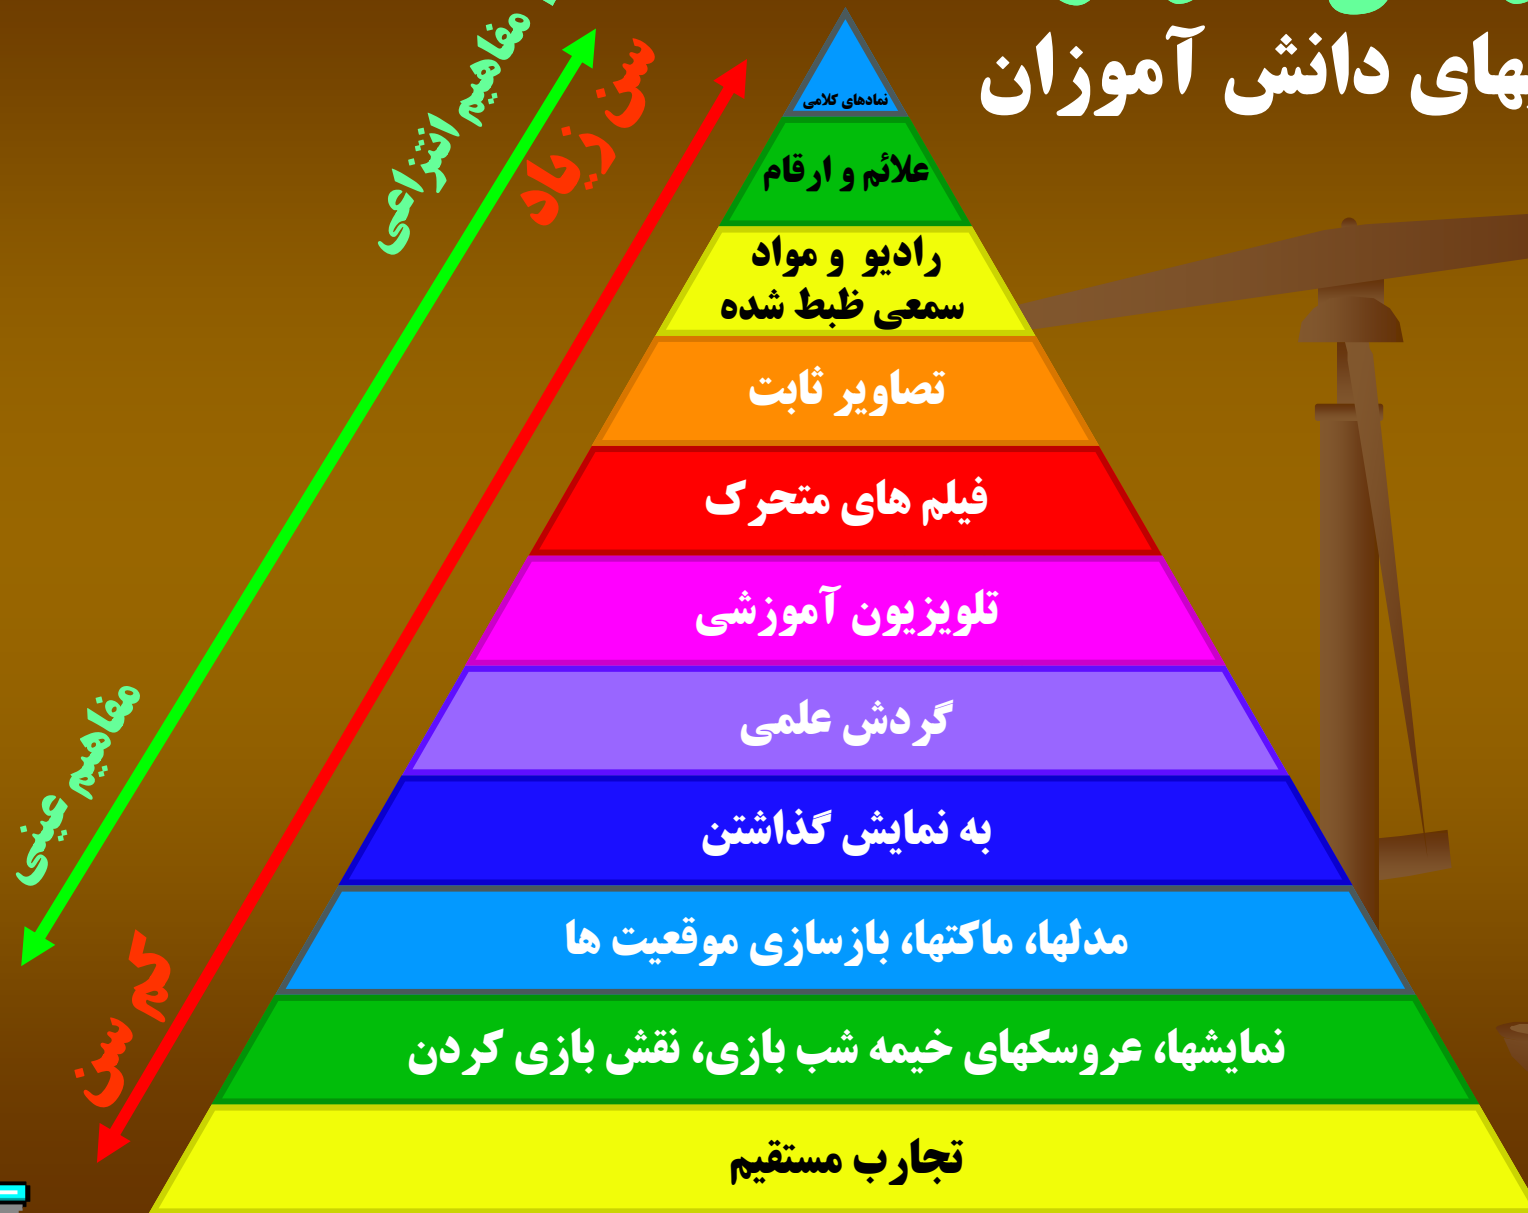 دانش آموزان
نمادهای کلامی
علائم و ارقام
رادیو و مواد
سمعی ظبط شده
تصاویر ثابت
فیلم های متحرک
تلویزیون آموزشی
گردش علمی
به نمایش گذاشتن
مدلها، ماکتها، بازسازی موقعیت ها
نمایشها، عروسکهای خیمه شب بازی، نقش بازی کردن
تجارب مستقیم
مفاهیم انتزاعی
سن زیاد
مفاهیم عینی
کم سن